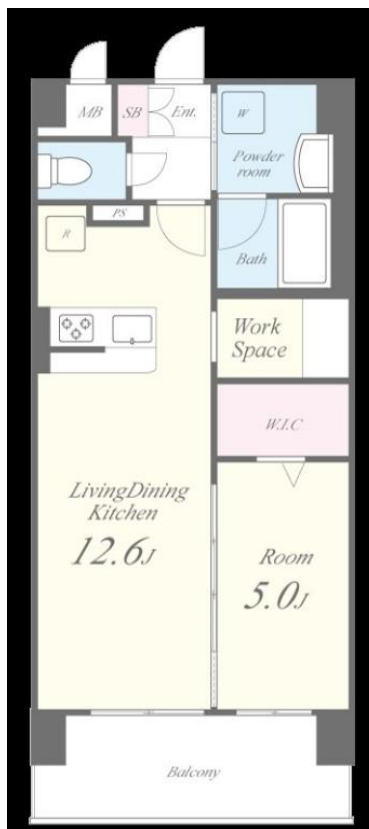 MB
SB
Ent.
W
Powder
room
PS
R
Bath
Work
Space
W.I.C
LivingDining
Kitchen
12.6J
Room
5.0J
Balcony